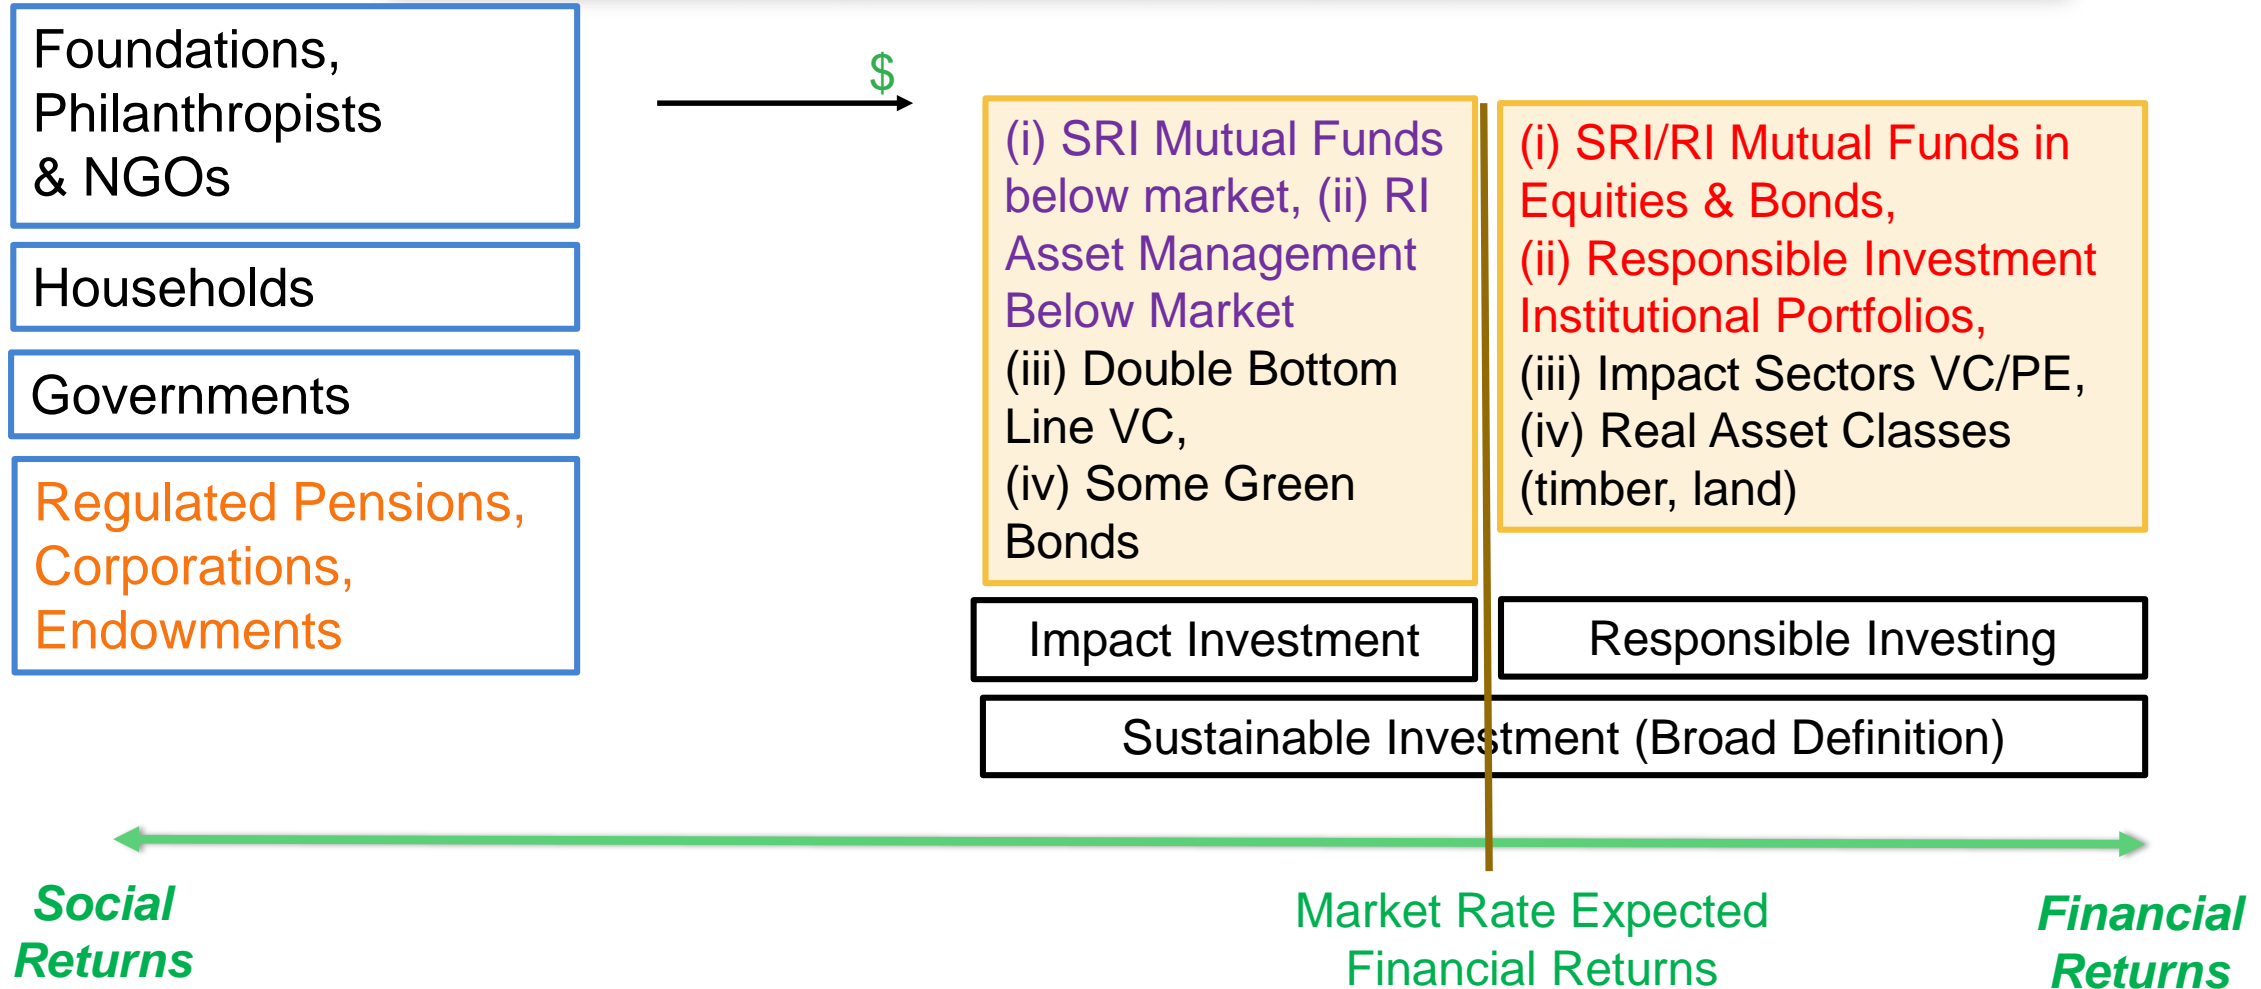 Foundations,
Philanthropists
& NGOs
Households
Governments
Regulated Pensions,
Corporations,
Endowments
$
(i) SRI Mutual Funds
below market, (ii) RI
Asset Management
Below Market
(iii) Double Bottom
Line VC,
(iv) Some Green
Bonds
(i) SRI/RI Mutual Funds in
Equities & Bonds,
(ii) Responsible Investment
Institutional Portfolios,
(iii) Impact Sectors VC/PE,
(iv) Real Asset Classes
(timber, land)
Impact Investment
Responsible Investing
Sustainable Investment (Broad Definition)
Social
Returns
Market Rate Expected
Financial Returns
Financial
Returns